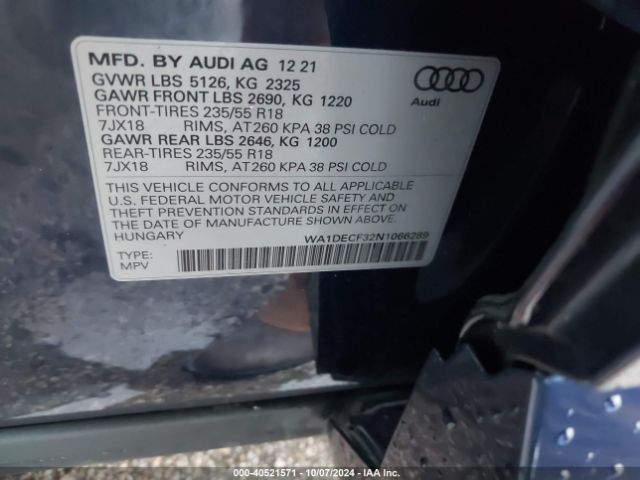 MFD. BY AUDI AG 12 21
GVWR LBS 5126, KG 2325
GAWR FRONT LBS 2690, KG 1220
FRONT-TIRES 235/55 R18
7JX18 RIMS, AT260 KPA 38 PSI COLD
GAWR REAR LBS 2646, KG 1200
REAR-TIRES 235/55 R18
7JX18 RIMS, AT260 KPA 38 PSI COLD
Audi
THIS VEHICLE CONFORMS TO ALL APPLICABLE
U.S. FEDERAL MOTOR VEHICLE SAFETY AND
THEFT PREVENTION STANDARDS IN EFFECT ON
THE DATE OF MANUFACTURE SHOWN ABOVE.
HUNGARY WA1DECF32N1066289
TYPE:
MPV
000-40521571 - 10/07/2024 - IAAI.COM